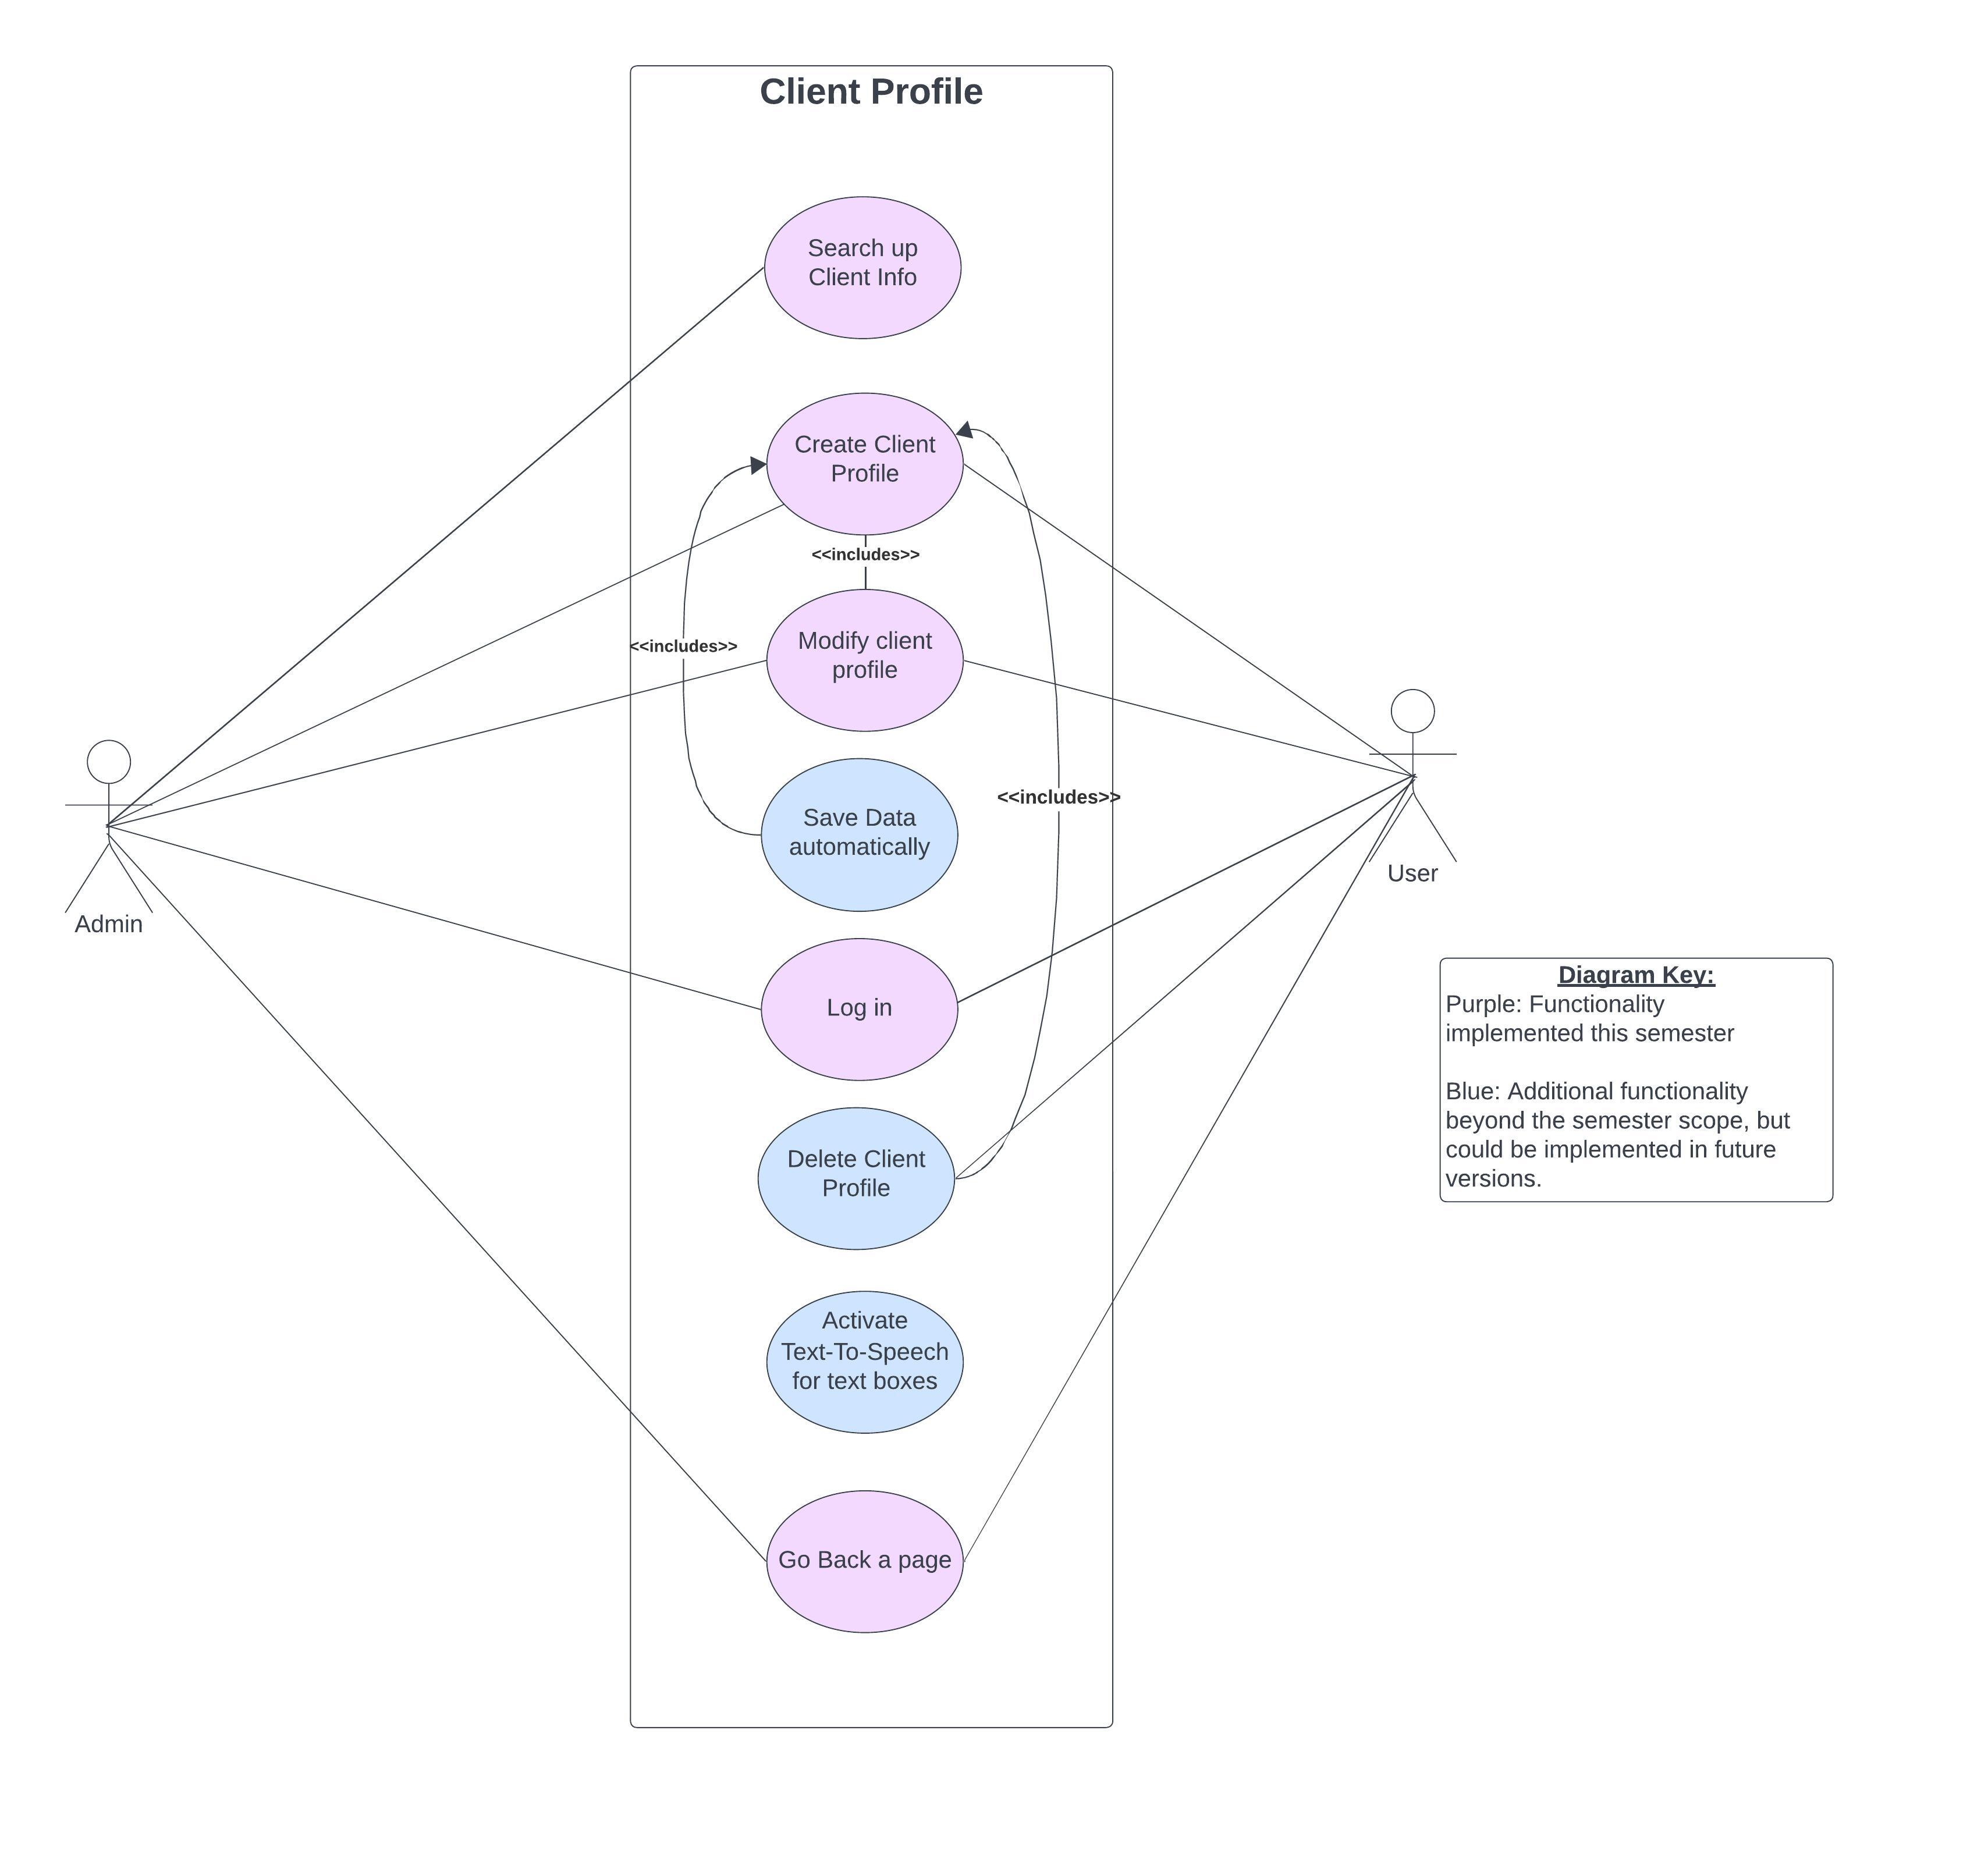 Client Profile
Search up
Client Info
Create Client
Profile
<<includes>>
Modify client
profile
<<includes>>
Save Data
automatically
<<includes>>
User
Admin
Log in
Diagram Key:
Purple: Functionality
implemented this semester
Blue: Additional functionality
beyond the semester scope, but
could be implemented in future
versions.
Delete Client
Profile
Activate
Text-To-Speech
for text boxes
Go Back a page